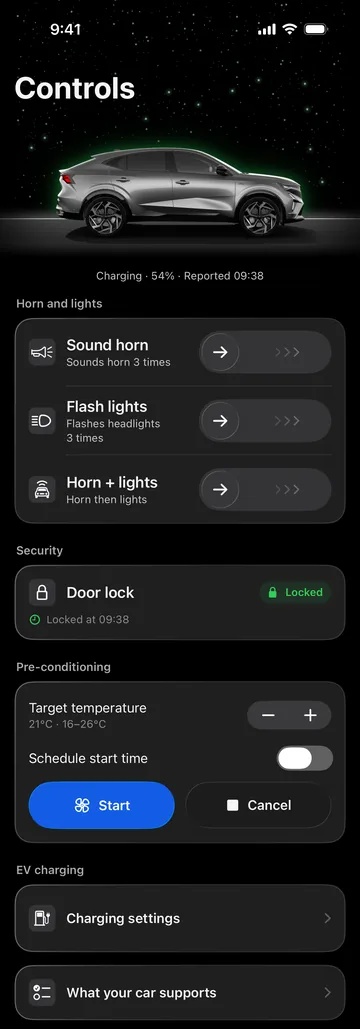 9:41
Controls
Charging · 54% · Reported 09:38
Horn and lights
Sound horn
Sounds horn 3 times
Flash lights
Flashes headlights
3 times
Horn + lights
Horn then lights
Security
Door lock
Locked
Locked at 09:38
Pre-conditioning
Target temperature
21°C · 16–26°C
Schedule start time
Start
Cancel
EV charging
Charging settings
What your car supports